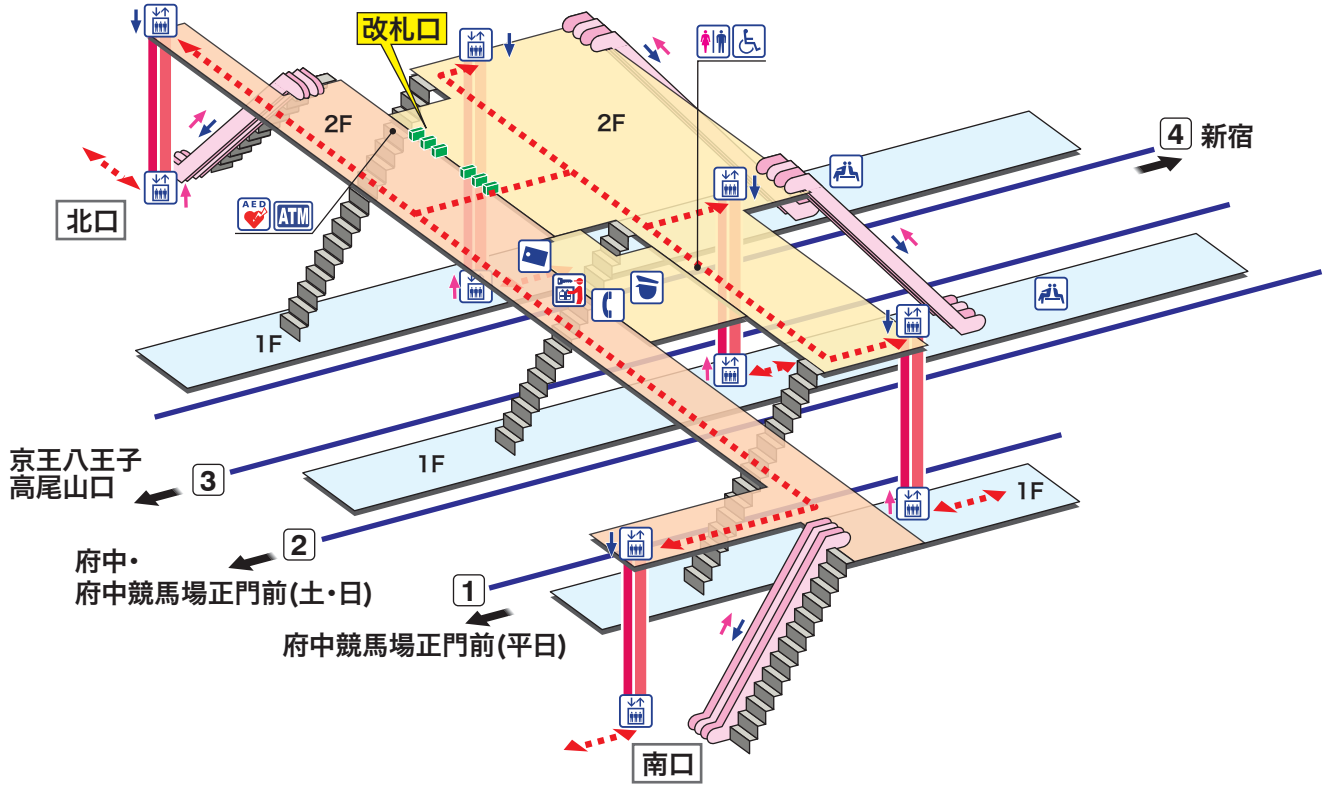 改札口
2F
2F
4 新宿
AED
ATM
北口
1F
1F
京王八王子
高尾山口
3
1F
府中・
府中競馬場正門前(土・日)
2
1
府中競馬場正門前(平日)
南口